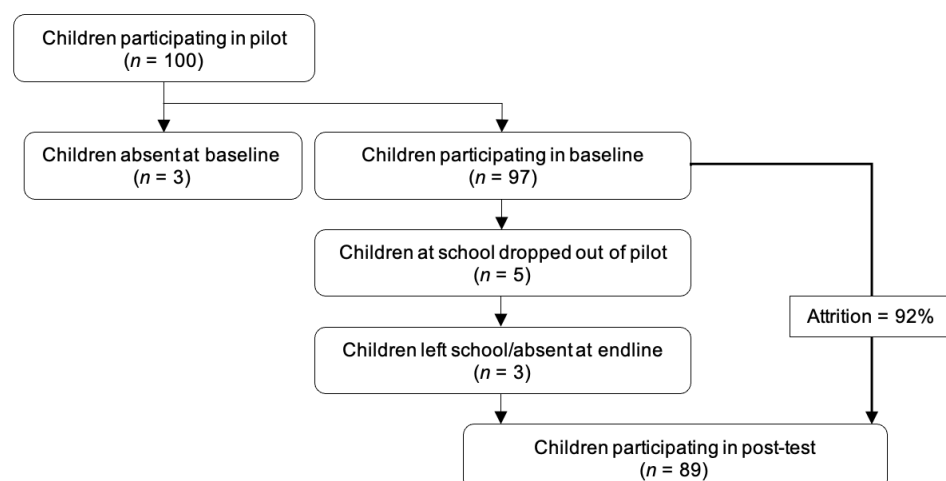 Children participating in pilot
(n = 100)
Children absent at baseline
(n = 3)
Children participating in baseline
(n = 97)
Children at school dropped out of pilot
(n = 5)
Attrition = 92%
Children left school/absent at endline
(n = 3)
Children participating in post-test
(n = 89)